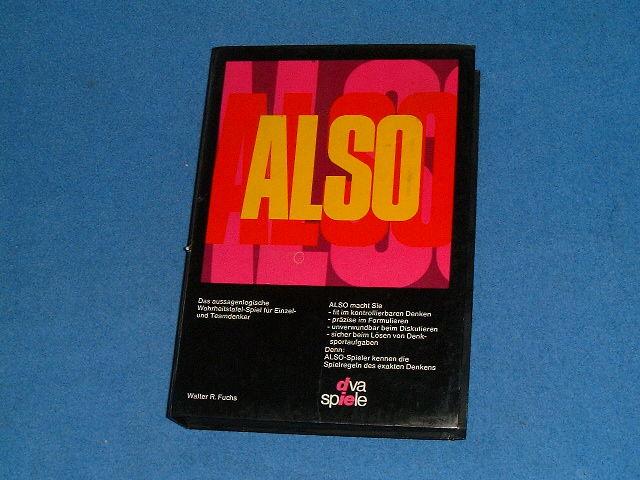 ALSO
Das aussagenlogische
Wahrheitstafel-Spiel für Einzel-
und Teamdenker
ALSO macht Sie
- fit im kontrollierbaren Denken
- präzise im Formulieren
- unverwundbar beim Diskutieren
- sicher beim Lösen von Denk-
sportaufgaben
Denn:
ALSO-Spieler kennen die
Spielregeln des exakten Denkens
Walter R. Fuchs
dva
spiele